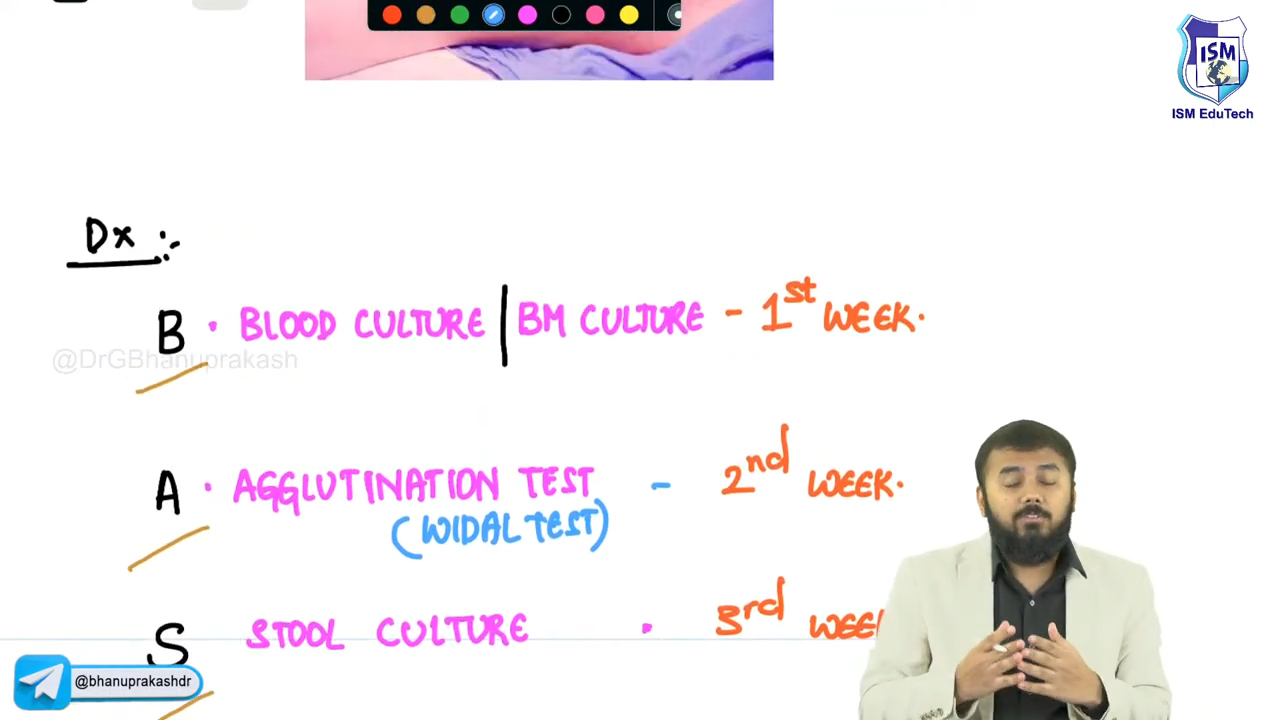 ISM
ISM EduTech
Dx :-
B • BLOOD CULTURE | BM CULTURE - 1st WEEK.
@DrGBhanuprakash
A • AGGLUTINATION TEST - 2nd WEEK.
(WIDAL TEST)
S STOOL CULTURE • 3rd WEEK
@bhanuprakashdr